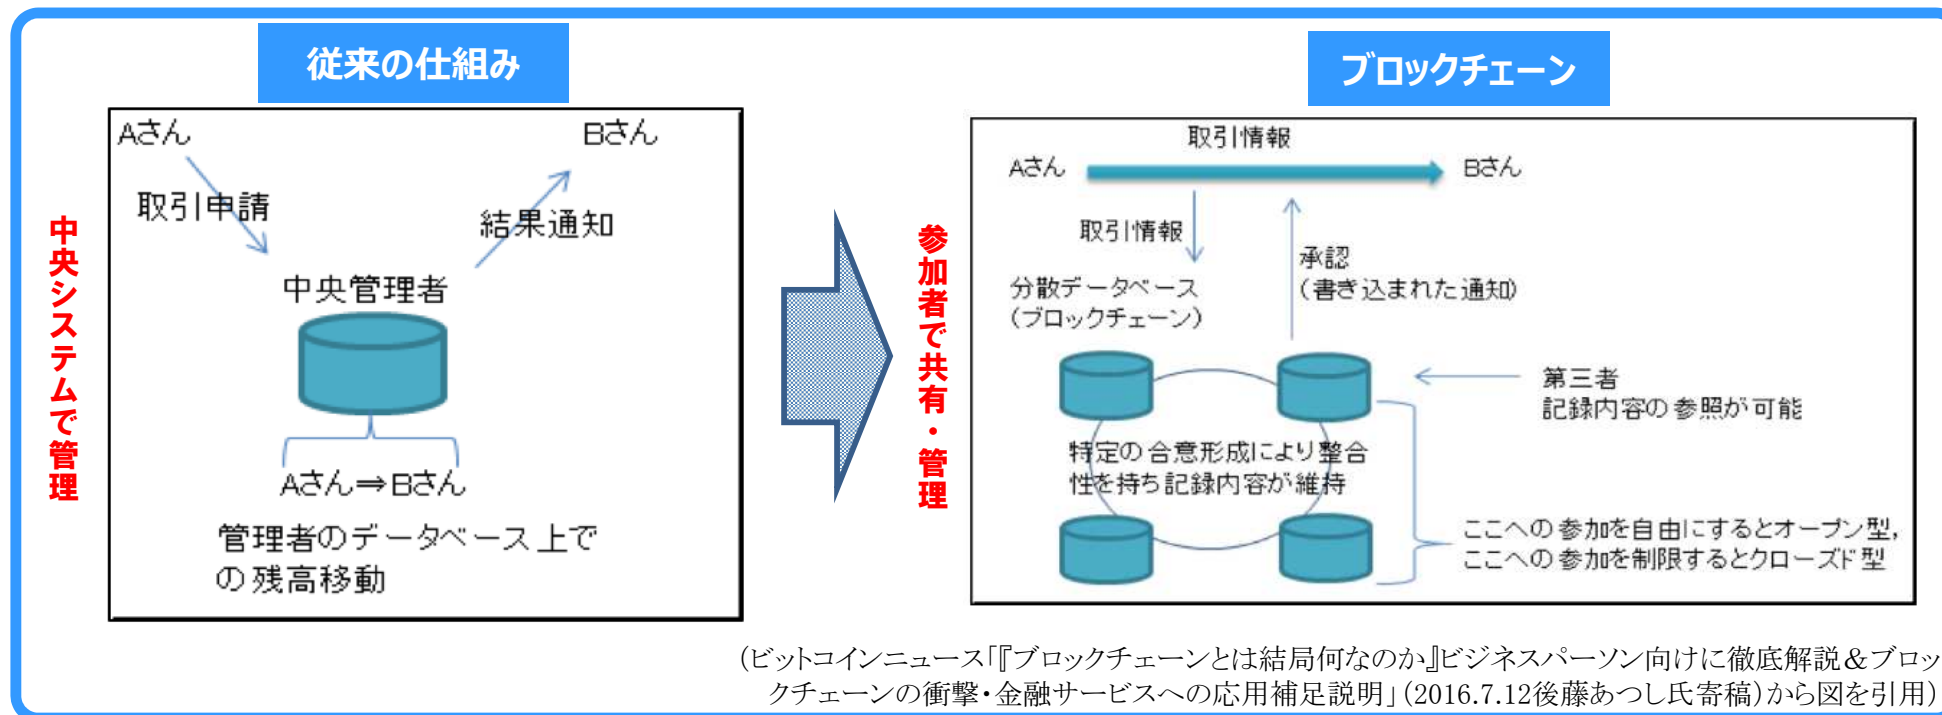 従来の仕組み
中央システムで管理
Aさん
Bさん
取引申請
結果通知
中央管理者
Aさん⇒Bさん
管理者のデータベース上で
の残高移動
ブロックチェーン
参加者で共有・管理
取引情報
Aさん
Bさん
取引情報
承認
(書き込まれた通知)
分散データベース
(ブロックチェーン)
第三者
記録内容の参照が可能
特定の合意形成により整合
性を持ち記録内容が維持
ここへの参加を自由にするとオープン型,
ここへの参加を制限するとクローズド型
(ビットコインニュース「『ブロックチェーンとは結局何なのか』ビジネスパーソン向けに徹底解説&ブロッ
クチェーンの衝撃・金融サービスへの応用補足説明」(2016.7.12後藤あつし氏寄稿)から図を引用)